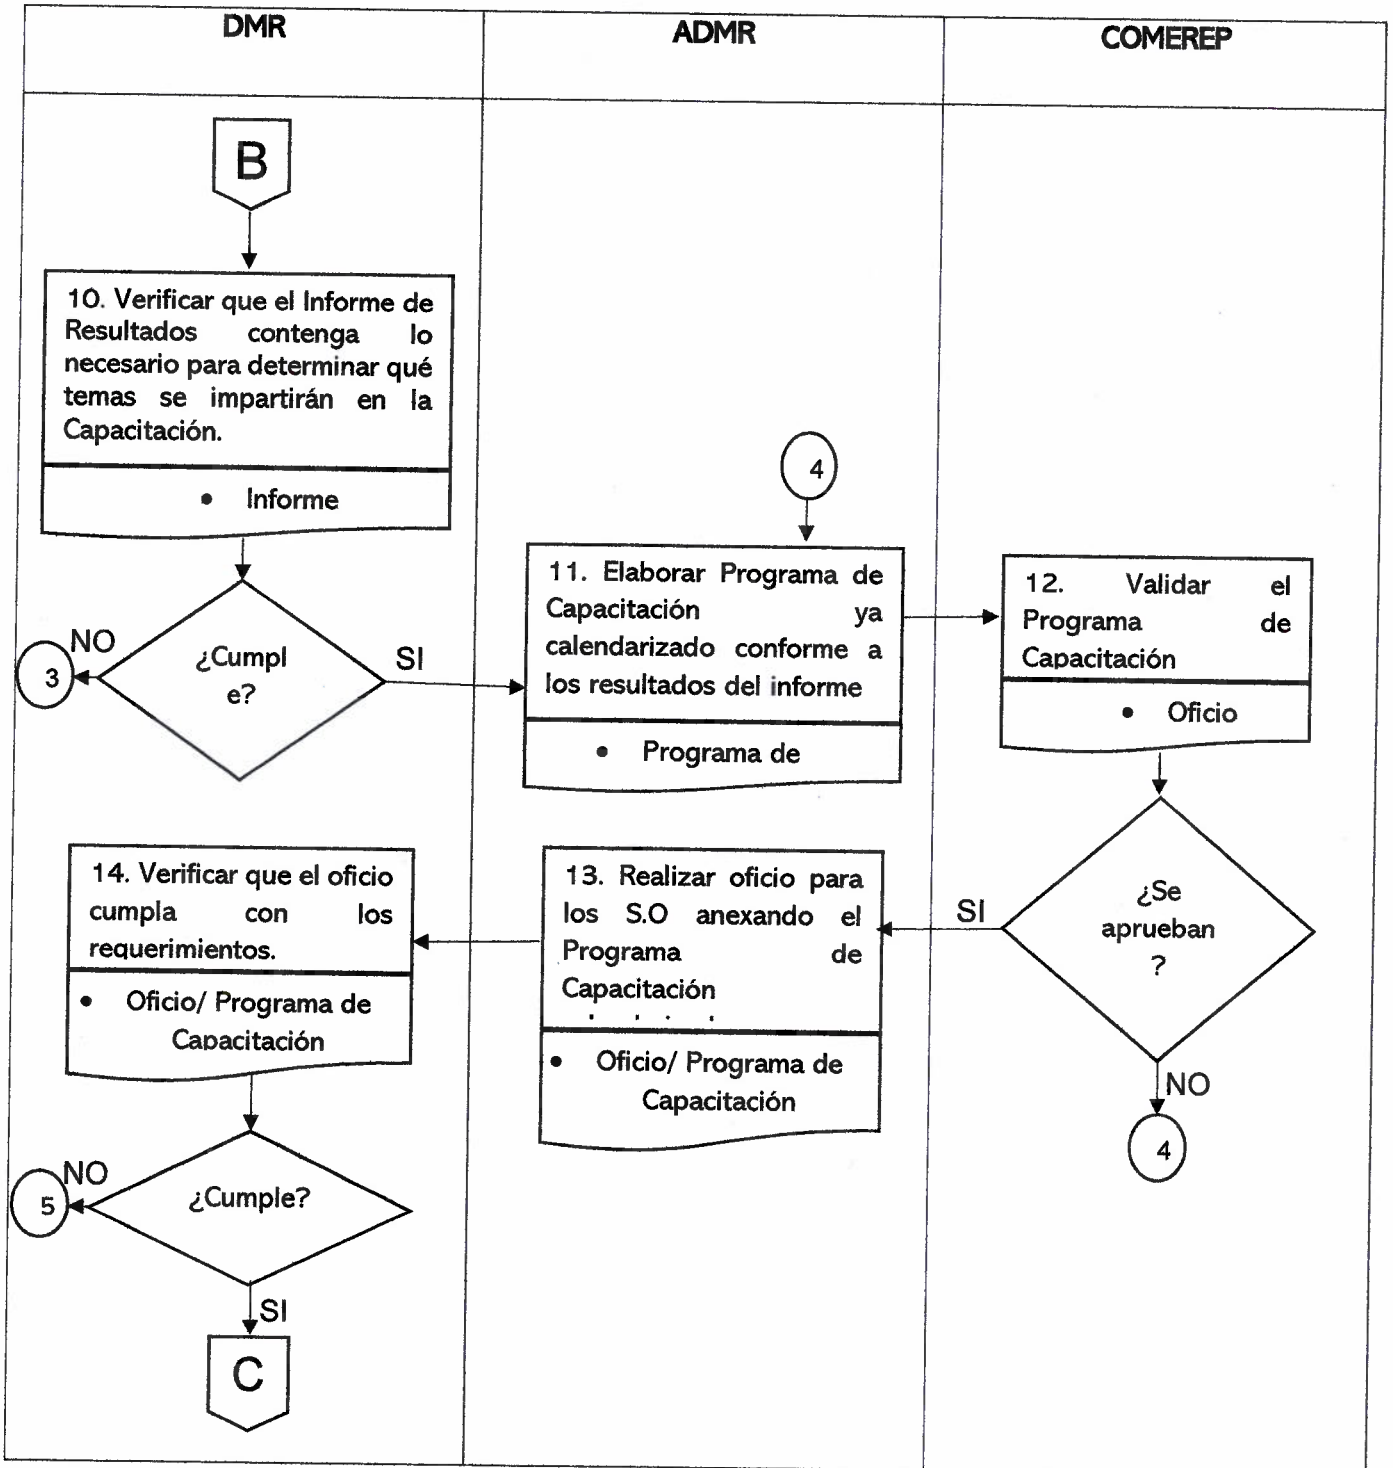 DMR
ADMR
COMEREP
B
10. Verificar que el Informe de
Resultados contenga lo
necesario para determinar qué
temas se impartirán en la
Capacitación.
• Informe
¿Cumpl
e?
NO
3
SI
4
11. Elaborar Programa de
Capacitación ya
calendarizado conforme a
los resultados del informe
• Programa de
12. Validar el
Programa de
Capacitación
• Oficio
¿Se
aprueban
?
SI
NO
4
13. Realizar oficio para
los S.O anexando el
Programa de
Capacitación
• Oficio/ Programa de
Capacitación
14. Verificar que el oficio
cumpla con los
requerimientos.
• Oficio/ Programa de
Capacitación
¿Cumple?
NO
5
SI
C